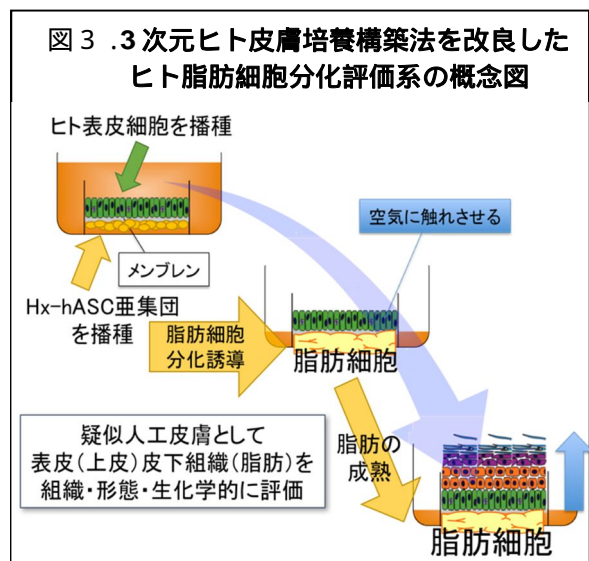 図３ .3次元ヒト皮膚培養構築法を改良した
ヒト脂肪細胞分化評価系の概念図
ヒト表皮細胞を播種
空気に触れさせる
メンブレン
Hx-hASC亜集団
を播種
脂肪細胞
分化誘導
脂肪細胞
疑似人工皮膚として
表皮(上皮)皮下組織(脂肪)を
組織・形態・生化学的に評価
脂肪の
成熟
脂肪細胞